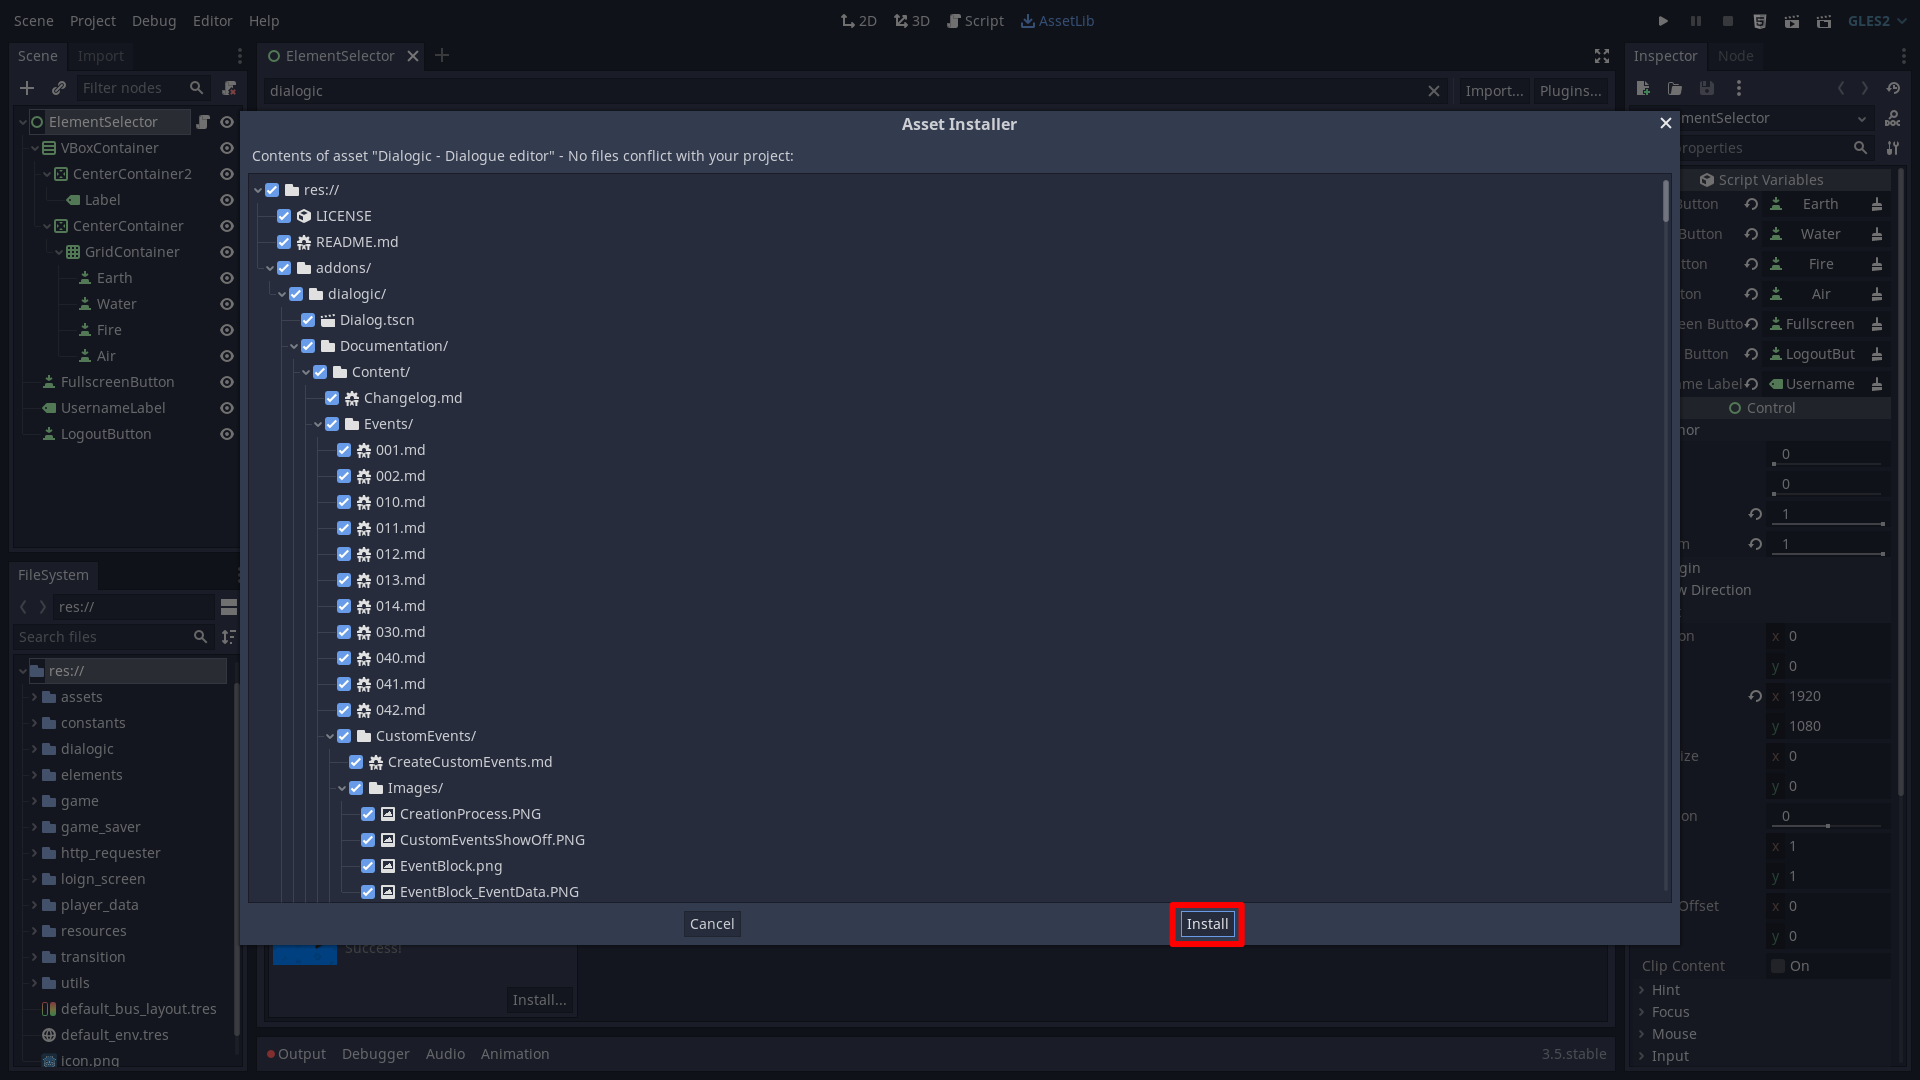 Scene Project Debug Editor Help
2D 3D Script AssetLib
GLES2
Scene Import
ElementSelector
Inspector Node
Filter nodes
dialogic
Import... Plugins...
ElementSelector
VBoxContainer
CenterContainer2
Label
CenterContainer
GridContainer
Earth
Water
Fire
Air
FullscreenButton
UsernameLabel
LogoutButton
FileSystem
res://
Search files
res://
assets
constants
dialogic
elements
game
game_saver
http_requester
loign_screen
player_data
resources
transition
utils
default_bus_layout.tres
default_env.tres
icon.png
Asset Installer
Contents of asset "Dialogic - Dialogue editor" - No files conflict with your project:
res://
LICENSE
README.md
addons/
dialogic/
Dialog.tscn
Documentation/
Content/
Changelog.md
Events/
001.md
002.md
010.md
011.md
012.md
013.md
014.md
030.md
040.md
041.md
042.md
CustomEvents/
CreateCustomEvents.md
Images/
CreationProcess.PNG
CustomEventsShowOff.PNG
EventBlock.png
EventBlock_EventData.PNG
Cancel Install
Success!
Install...
Output Debugger Audio Animation
3.5.stable
mentSelector
roperties
Script Variables
utton Earth
Button Water
tton Fire
ton Air
een Butto Fullscreen
Button LogoutBut
me Label Username
Control
nor
0
0
1
m 1
gin
w Direction
on x 0
y 0
x 1920
y 1080
ize x 0
y 0
on 0
x 1
y 1
Offset x 0
y 0
Clip Content On
Hint
Focus
Mouse
Input